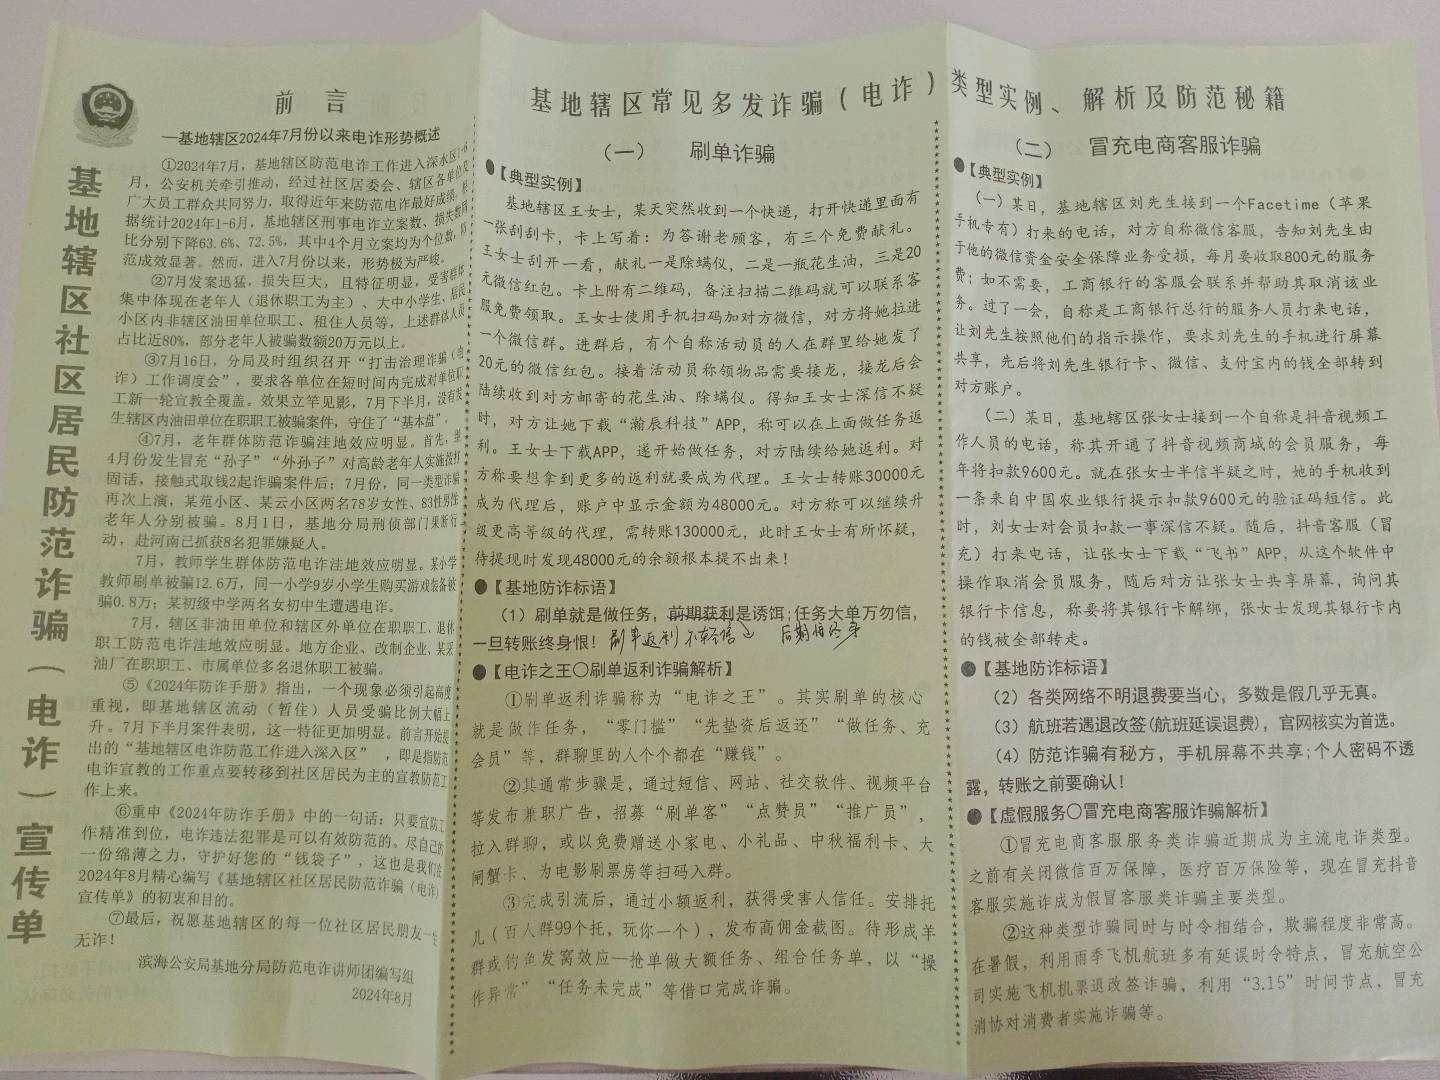 基地辖区社区居民防范诈骗（电诈）宣传单
前　言
—基地辖区2024年7月份以来电诈形势概述
①2024年7月，基地辖区防范电诈工作进入深水区1-6
月，公安机关牵引推动，经过社区居委会、辖区各单位及
广大员工群众共同努力，取得近年来防范电诈最好成绩。根
据统计2024年1-6月，基地辖区刑事电诈立案数、损失数同
比分别下降63.6%、72.5%，其中4个月立案均为个位数，防
范成效显著。然而，进入7月份以来，形势极为严峻。
②7月发案迅猛，损失巨大，且特征明显，受害群体
集中体现在老年人（退休职工为主）、大中小学生、居民
小区内非辖区油田单位职工、租住人员等，上述群体人员
占比近80%，部分老年人被骗数额20万元以上。
③7月16日，分局及时组织召开“打击治理诈骗（电
诈）工作调度会”，要求各单位在短时间内完成对单位职
工新一轮宣教全覆盖。效果立竿见影，7月下半月，没有发
生辖区内油田单位在职职工被骗案件，守住了“基本盘”。
④7月，老年群体防范诈骗洼地效应明显。首先，继
4月份发生冒充“孙子”“外孙子”对高龄老年人实施拨打
固话，接触式取钱2起诈骗案件后；7月份，同一类型诈骗
再次上演，某苑小区、某云小区两名78岁女性、83性男性
老年人分别被骗。8月1日，基地分局刑侦部门果断行
动，赴河南已抓获8名犯罪嫌疑人。
7月，教师学生群体防范电诈洼地效应明显。某小学
教师刷单被骗12.6万，同一小学9岁小学生购买游戏装备被
骗0.8万；某初级中学两名女初中生遭遇电诈。
7月，辖区非油田单位和辖区外单位在职职工、退休
职工防范电诈洼地效应明显。地方企业、改制企业、某采
油厂在职职工、市属单位多名退休职工被骗。
⑤《2024年防诈手册》指出，一个现象必须引起高度
重视，即基地辖区流动（暂住）人员受骗比例大幅上
升。7月下半月案件表明，这一特征更加明显。前言开始提
出的“基地辖区电诈防范工作进入深入区”，即是指防范
电诈宣教的工作重点要转移到社区居民为主的宣教防范工
作上来。
⑥重申《2024年防诈手册》中的一句话：只要宣防工
作精准到位，电诈违法犯罪是可以有效防范的。尽自己的
一份绵薄之力，守护好您的“钱袋子”，这也是我们在
2024年8月精心编写《基地辖区社区居民防范诈骗（电诈）
宣传单》的初衷和目的。
⑦最后，祝愿基地辖区的每一位社区居民朋友一生
无诈！
滨海公安局基地分局防范电诈讲师团编写组
2024年8月
基地辖区常见多发诈骗（电诈）类型实例、解析及防范秘籍
（一）　刷单诈骗
●【典型实例】
基地辖区王女士，某天突然收到一个快递，打开快递里面有
一张刮刮卡，卡上写着：为答谢老顾客，有三个免费献礼。
王女士刮开一看，献礼一是除螨仪，二是一瓶花生油，三是20
元微信红包。卡上附有二维码，备注扫描二维码就可以联系客
服免费领取。王女士使用手机扫码加对方微信，对方将她拉进
一个微信群。进群后，有个自称活动员的人在群里给她发了
20元的微信红包。接着活动员称领物品需要接龙，接龙后会
陆续收到对方邮寄的花生油、除螨仪。得知王女士深信不疑
时，对方让她下载“瀚辰科技”APP，称可以在上面做任务返
利。王女士下载APP，遂开始做任务，对方陆续给她返利。对
方称要想拿到更多的返利就要成为代理。王女士转账30000元
成为代理后，账户中显示金额为48000元。对方称可以继续升
级更高等级的代理，需转账130000元，此时王女士有所怀疑，
待提现时发现48000元的余额根本提不出来！
●【基地防诈标语】
（1）刷单就是做任务，前期获利是诱饵；任务大单万勿信，
一旦转账终身恨！刷单返利不轻信
●【电诈之王〇刷单返利诈骗解析】
①刷单返利诈骗称为“电诈之王”。其实刷单的核心
就是做作任务，“零门槛”“先垫资后返还”“做任务、充
会员”等，群聊里的人个个都在“赚钱”。
②其通常步骤是，通过短信、网站、社交软件、视频平台
等发布兼职广告，招募“刷单客”“点赞员”“推广员”，
拉入群聊，或以免费赠送小家电、小礼品、中秋福利卡、大
闸蟹卡、为电影刷票房等扫码入群。
③完成引流后，通过小额返利，获得受害人信任。安排托
儿（百人群99个托，玩你一个），发布高佣金截图。待形成羊
群或钓鱼发窝效应—抢单做大额任务、组合任务单，以“操
作异常”“任务未完成”等借口完成诈骗。
（二）　冒充电商客服诈骗
●【典型实例】
（一）某日，基地辖区刘先生接到一个Facetime（苹果
手机专有）打来的电话，对方自称微信客服，告知刘先生由
于他的微信资金安全保障业务受损，每月要收取800元的服务
费；如不需要，工商银行的客服会联系并帮助其取消该业
务。过了一会，自称是工商银行总行的服务人员打来电话，
让刘先生按照他们的指示操作，要求刘先生的手机进行屏幕
共享，先后将刘先生银行卡、微信、支付宝内的钱全部转到
对方账户。
（二）某日，基地辖区张女士接到一个自称是抖音视频工
作人员的电话，称其开通了抖音视频商城的会员服务，每
年将扣款9600元。就在张女士半信半疑之时，她的手机收到
一条来自中国农业银行提示扣款9600元的验证码短信。此
时，刘女士对会员扣款一事深信不疑。随后，抖音客服（冒
充）打来电话，让张女士下载“飞书”APP，从这个软件中
操作取消会员服务，随后对方让张女士共享屏幕，询问其
银行卡信息，称要将其银行卡解绑，张女士发现其银行卡内
的钱被全部转走。
●【基地防诈标语】
（2）各类网络不明退费要当心，多数是假几乎无真。
（3）航班若遇退改签（航班延误退费），官网核实为首选。
（4）防范诈骗有秘方，手机屏幕不共享；个人密码不透
露，转账之前要确认！
●【虚假服务〇冒充电商客服诈骗解析】
①冒充电商客服服务类诈骗近期成为主流电诈类型。
之前有关闭微信百万保障，医疗百万保险等，现在冒充抖音
客服实施诈成为假冒客服类诈骗主要类型。
②这种类型诈骗同时与时令相结合，欺骗程度非常高。
在暑假，利用雨季飞机航班多有延误时令特点，冒充航空公
司实施飞机机票退改签诈骗，利用“3.15”时间节点，冒充
消协对消费者实施诈骗等。